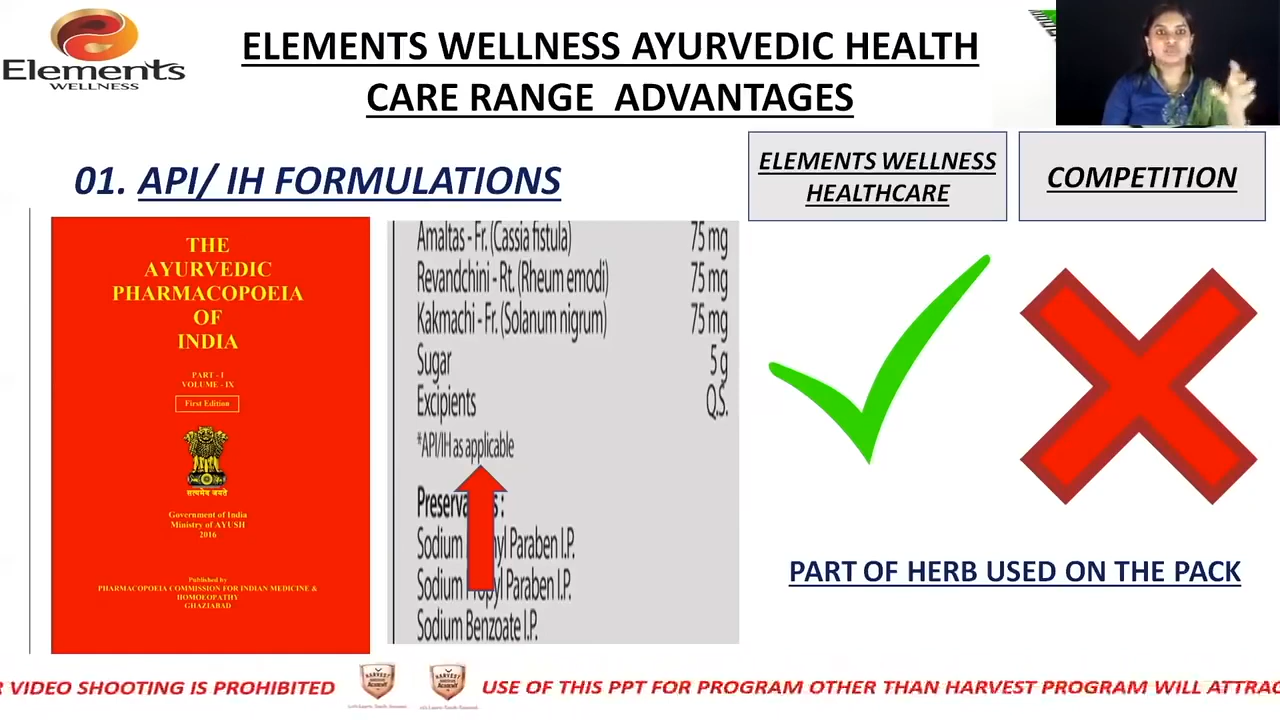 Elements
WELLNESS
ELEMENTS WELLNESS AYURVEDIC HEALTH
CARE RANGE ADVANTAGES
01. API/ IH FORMULATIONS
ELEMENTS WELLNESS
HEALTHCARE
COMPETITION
THE
AYURVEDIC
PHARMACOPOEIA
OF
INDIA
PART - I
VOLUME - IX
First Edition
सत्यमेव जयते
Government of India
Ministry of AYUSH
2016
Published by
PHARMACOPOEIA COMMISSION FOR INDIAN MEDICINE &
HOMOEOPATHY
GHAZIABAD
Amaltas - Fr. (Cassia fistula) 75 mg
Revandchini - Rt. (Rheum emodi) 75 mg
Kakmachi - Fr. (Solanum nigrum) 75 mg
Sugar 5 g
Excipients Q.S.
*API/IH as applicable
:
Sodium Paraben I.P.
Sodium Paraben I.P.
Sodium Benzoate I.P.
PART OF HERB USED ON THE PACK
R VIDEO SHOOTING IS PROHIBITED
USE OF THIS PPT FOR PROGRAM OTHER THAN HARVEST PROGRAM WILL ATTRAC